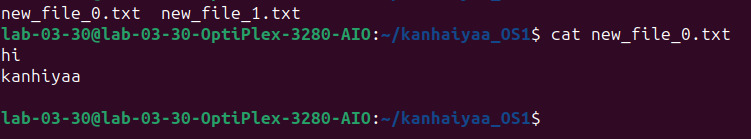 new_file_0.txt  new_file_1.txt
lab-03-30@lab-03-30-OptiPlex-3280-AIO:~/kanhaiyaa_OS1$ cat new_file_0.txt
hi
kanhiyaa
lab-03-30@lab-03-30-OptiPlex-3280-AIO:~/kanhaiyaa_OS1$